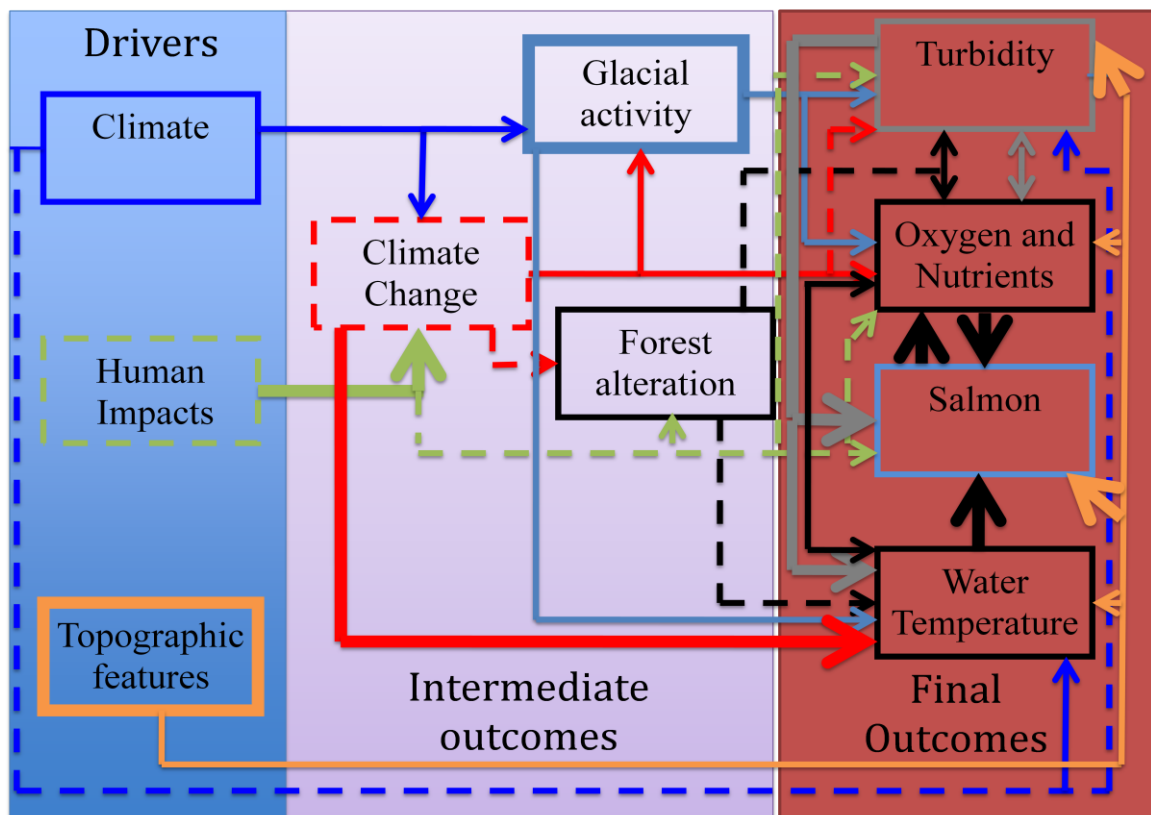 Drivers
Climate
Human
Impacts
Topographic
features
Glacial
activity
Climate
Change
Forest
alteration
Intermediate
outcomes
Turbidity
Oxygen and
Nutrients
Salmon
Water
Temperature
Final
Outcomes